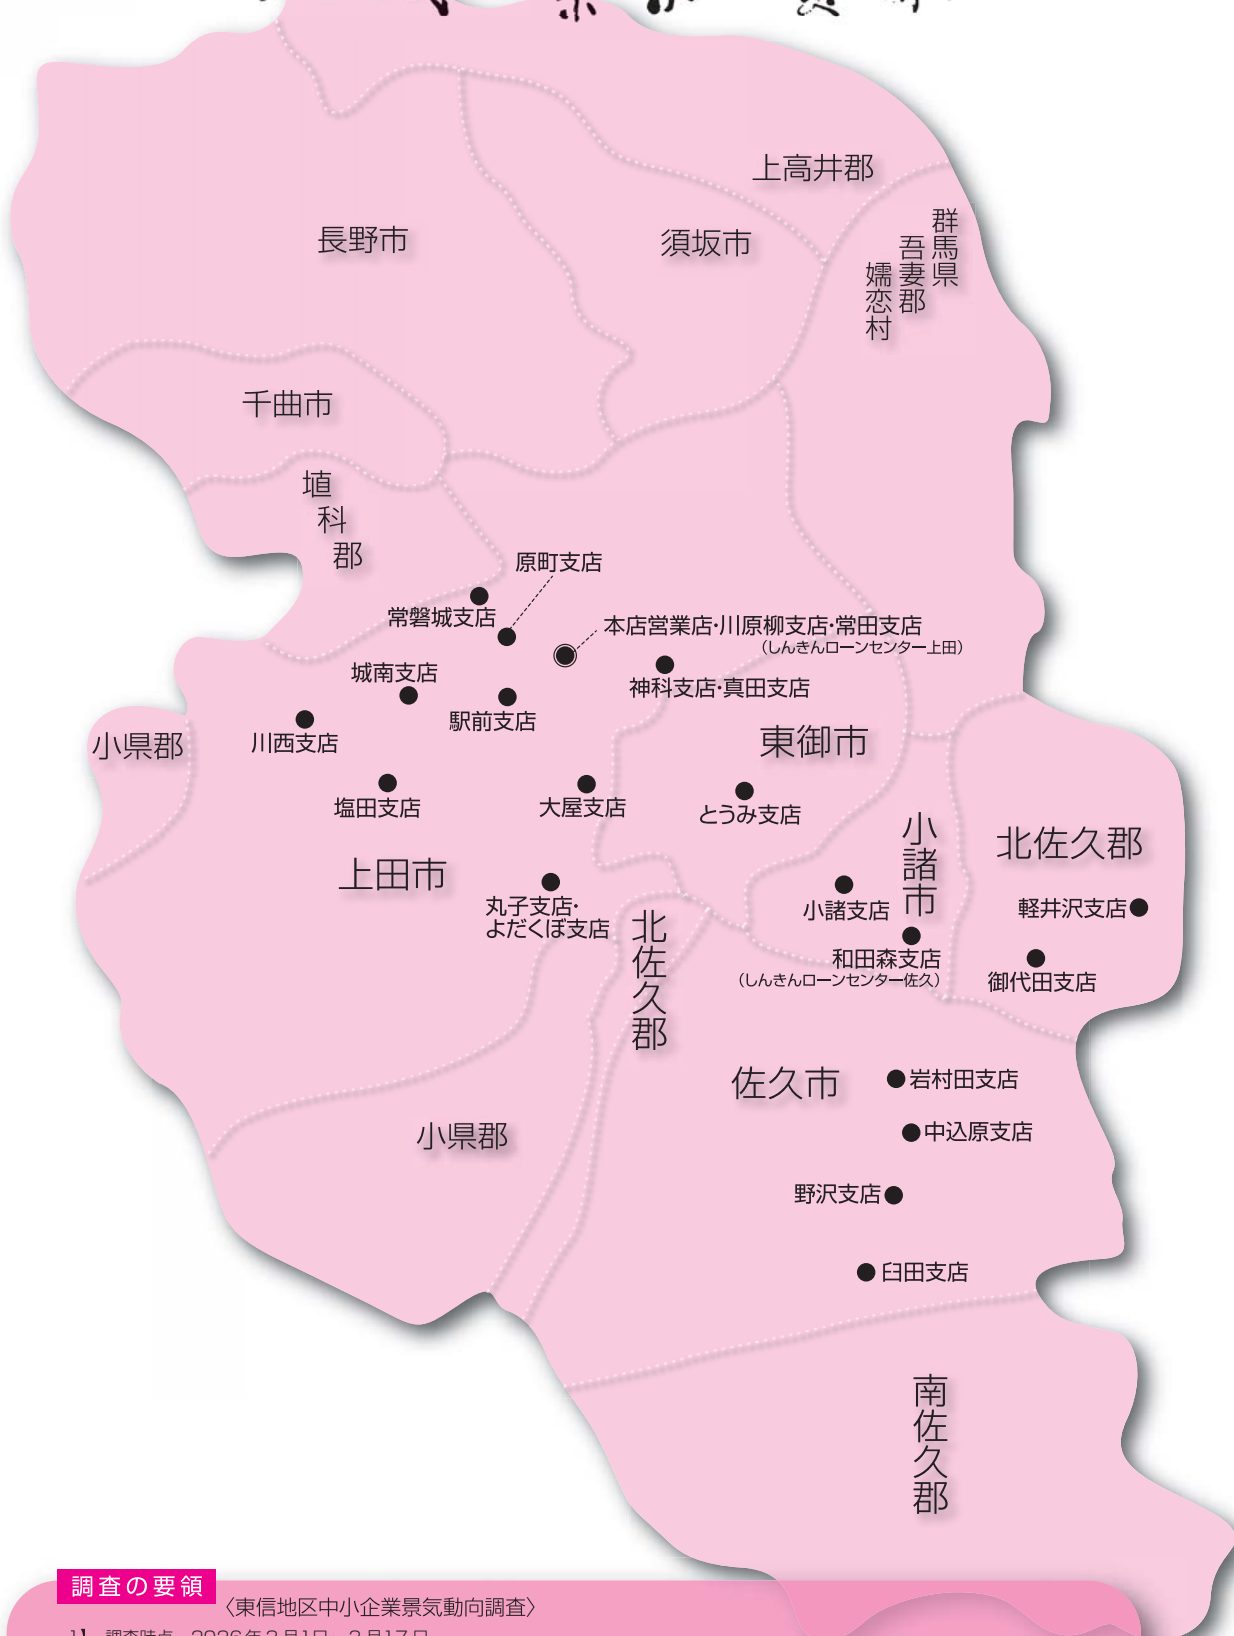 上高井郡
群馬県
吾妻郡
嬬恋村
長野市
須坂市
千曲市
埴科郡
原町支店
常磐城支店
本店営業店・川原柳支店・常田支店
（しんきんローンセンター上田）
城南支店
神科支店・真田支店
駅前支店
川西支店
小県郡
東御市
塩田支店
大屋支店
とうみ支店
小諸市
北佐久郡
上田市
丸子支店・
よだくぼ支店
小諸支店
軽井沢支店
北佐久郡
和田森支店
（しんきんローンセンター佐久）
御代田支店
佐久市
岩村田支店
中込原支店
小県郡
野沢支店
臼田支店
南佐久郡
調査の要領
〈東信地区中小企業景気動向調査〉